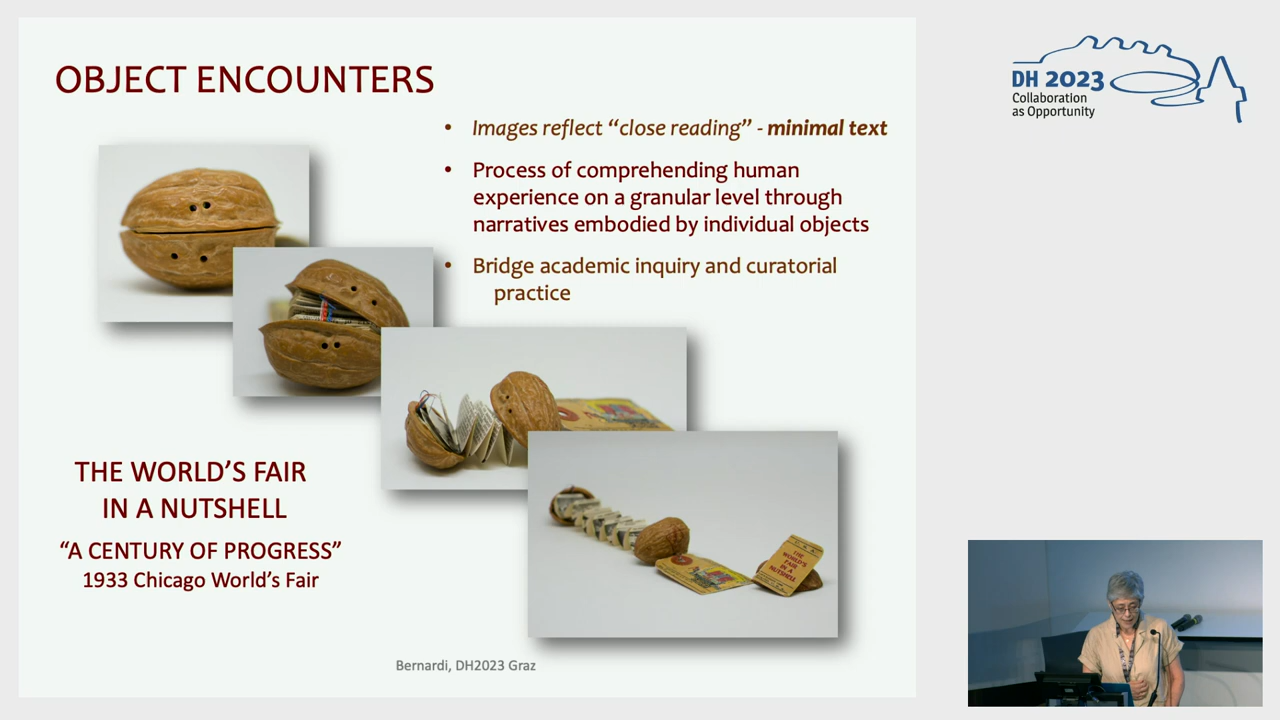 OBJECT ENCOUNTERS
• Images reflect “close reading” - minimal text
• Process of comprehending human
experience on a granular level through
narratives embodied by individual objects
• Bridge academic inquiry and curatorial
practice
THE WORLD’S FAIR
IN A NUTSHELL
“A CENTURY OF PROGRESS”
1933 Chicago World’s Fair
THE
WORLD'S
FAIR
IN A
NUTSHELL
Bernardi, DH2023 Graz
DH 2023
Collaboration
as Opportunity